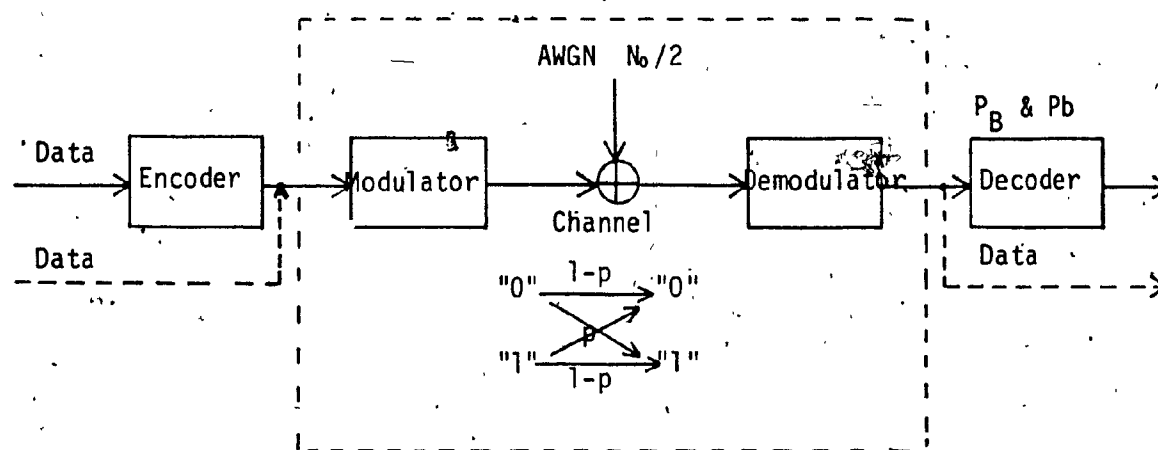 AWGN N₀/2
P_B & Pb
Data
Encoder
Modulator
Demodulator
Decoder
Channel
Data
Data
"0" 1-p "0"
p
"1" 1-p "1"